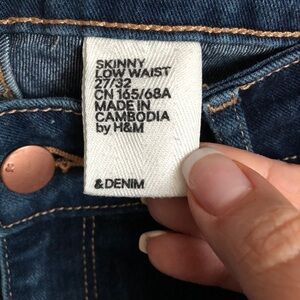 SKINNY
LOW WAIST
27/32
CN 165/68A
MADE IN
CAMBODIA
by H&M
& DENIM